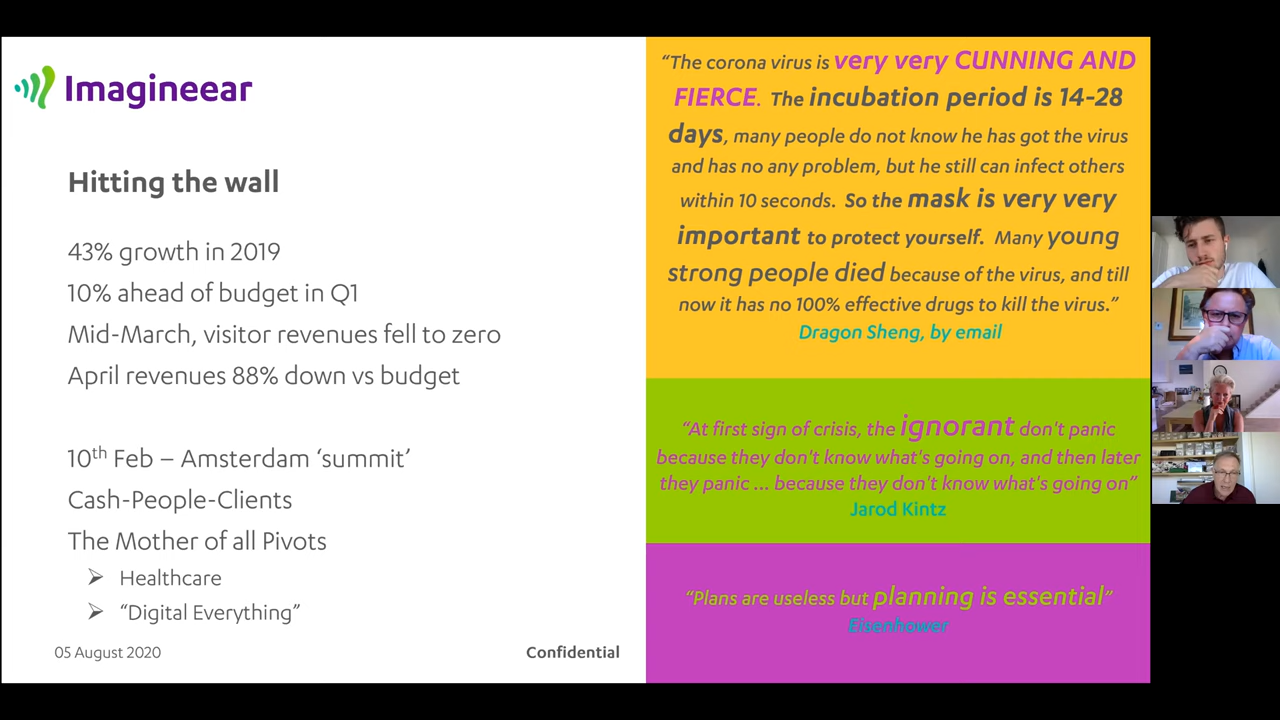 Imagineear
Hitting the wall
43% growth in 2019
10% ahead of budget in Q1
Mid-March, visitor revenues fell to zero
April revenues 88% down vs budget
10th Feb – Amsterdam ‘summit’
Cash-People-Clients
The Mother of all Pivots
➢ Healthcare
➢ “Digital Everything”
05 August 2020
Confidential
“The corona virus is very very CUNNING AND
FIERCE. The incubation period is 14-28
days, many people do not know he has got the virus
and has no any problem, but he still can infect others
within 10 seconds. So the mask is very very
important to protect yourself. Many young
strong people died because of the virus, and till
now it has no 100% effective drugs to kill the virus.”
Dragon Sheng, by email
“At first sign of crisis, the ignorant don't panic
because they don't know what's going on, and then later
they panic ... because they don't know what's going on”
Jarod Kintz
“Plans are useless but planning is essential”
Eisenhower